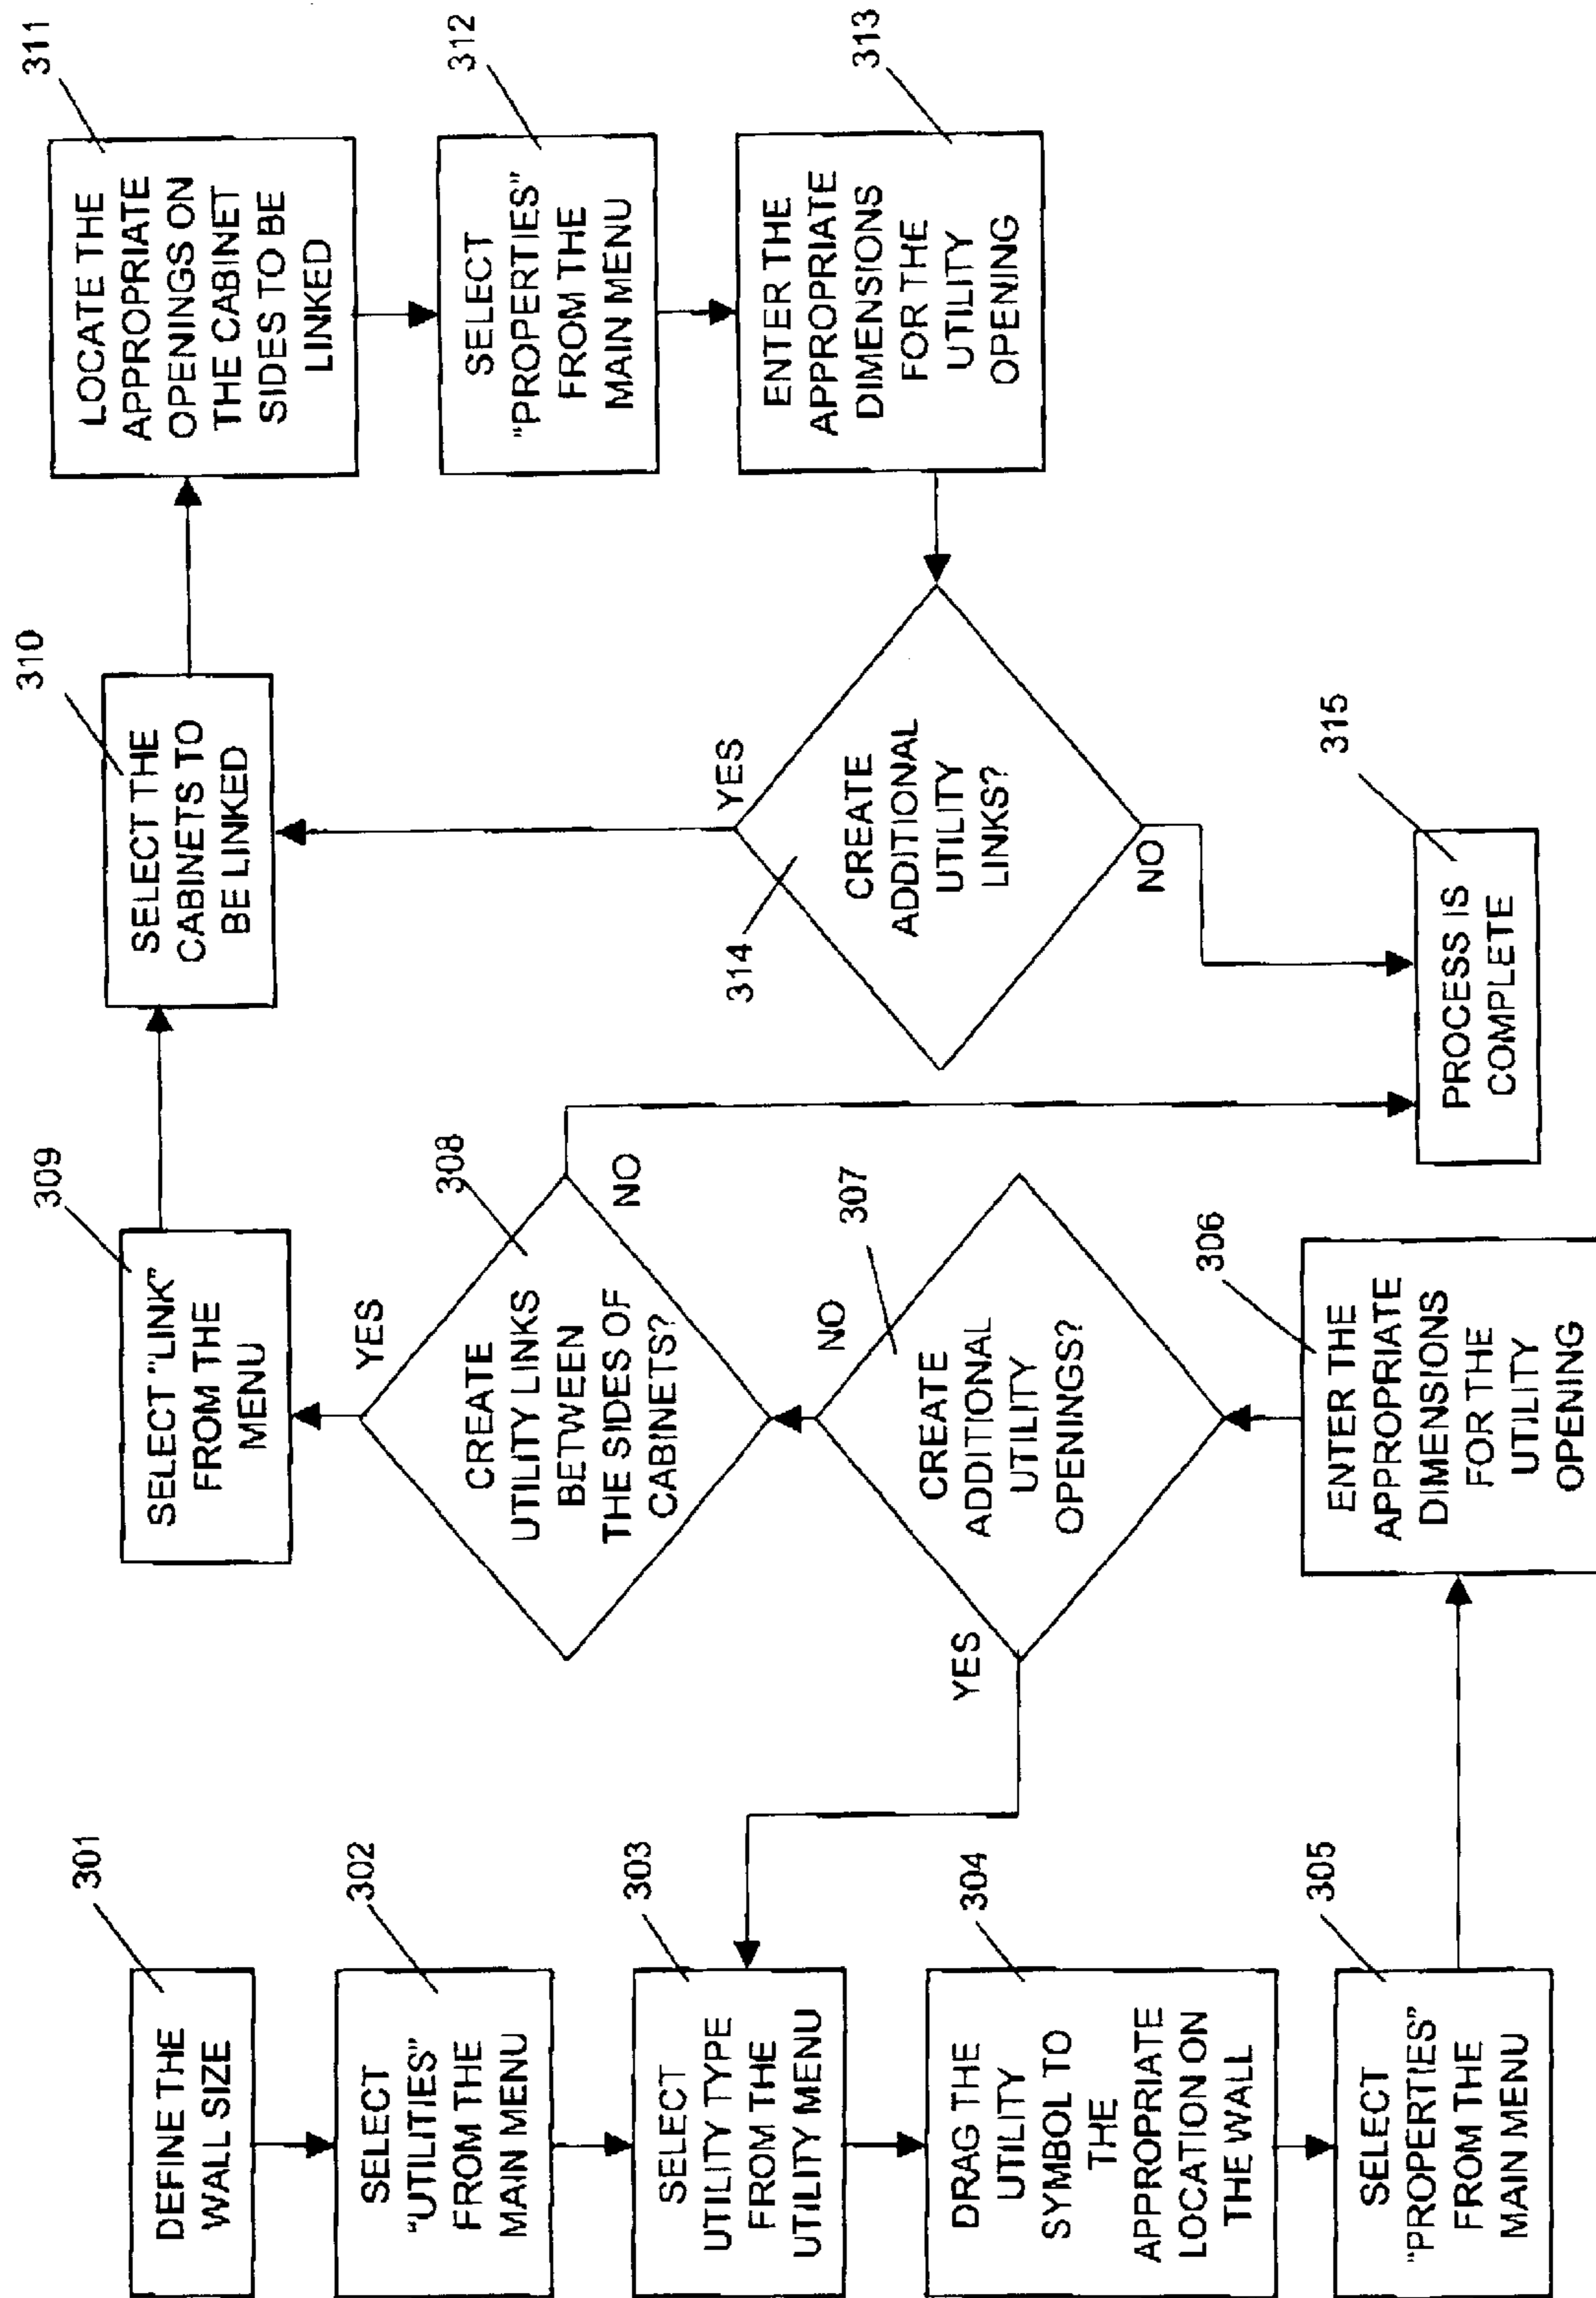 301
DEFINE THE
WALL SIZE
302
SELECT
"UTILITIES"
FROM THE
MAIN MENU
303
SELECT
UTILITY TYPE
FROM THE
UTILITY MENU
304
DRAG THE
UTILITY
SYMBOL TO
THE
APPROPRIATE
LOCATION ON
THE WALL
305
SELECT
"PROPERTIES"
FROM THE
MAIN MENU
306
ENTER THE
APPROPRIATE
DIMENSIONS
FOR THE
UTILITY
OPENING
307
CREATE
ADDITIONAL
UTILITY
OPENINGS?
YES
NO
308
CREATE
UTILITY LINKS
BETWEEN
THE SIDES OF
CABINETS?
YES
NO
309
SELECT "LINK"
FROM THE
MENU
310
SELECT THE
CABINETS TO
BE LINKED
311
LOCATE THE
APPROPRIATE
OPENINGS ON
THE CABINET
SIDES TO BE
LINKED
312
SELECT
"PROPERTIES"
FROM THE
MAIN MENU
313
ENTER THE
APPROPRIATE
DIMENSIONS
FOR THE
UTILITY
OPENING
314
CREATE
ADDITIONAL
UTILITY
LINKS?
YES
NO
315
PROCESS IS
COMPLETE